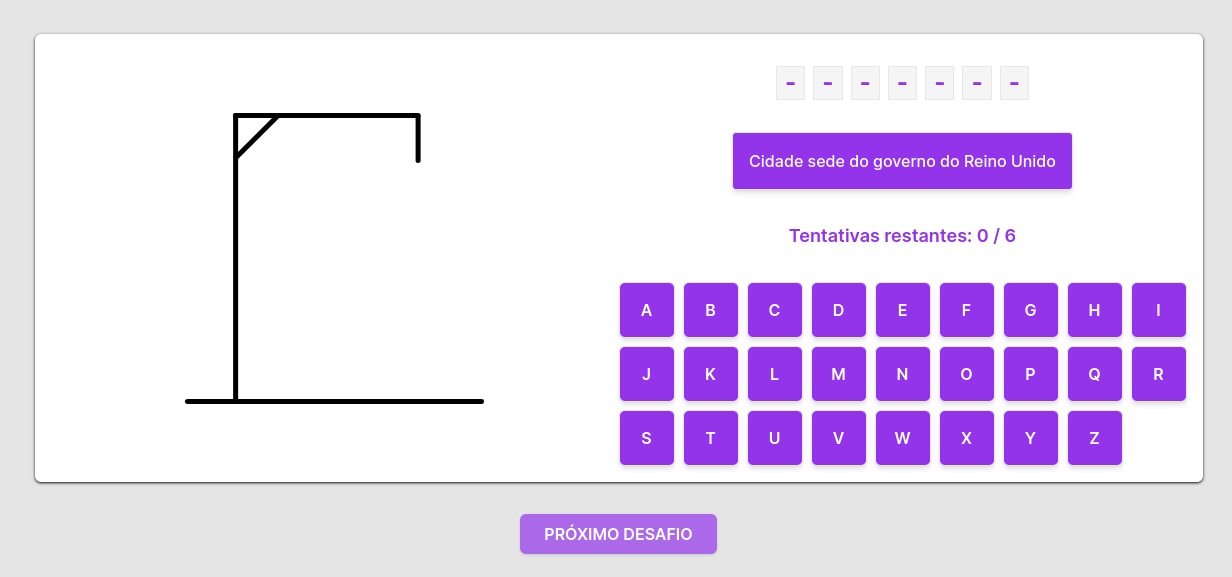 - - - - - - -
Cidade sede do governo do Reino Unido
Tentativas restantes: 0 / 6
A B C D E F G H I
J K L M N O P Q R
S T U V W X Y Z
PRÓXIMO DESAFIO